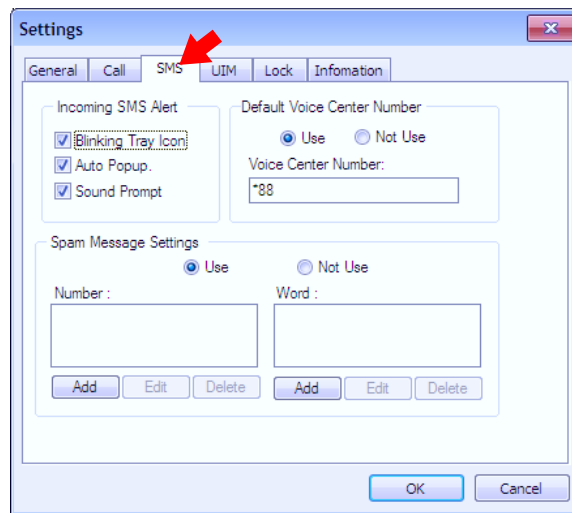 Settings
General Call SMS UIM Lock Infomation
Incoming SMS Alert
Blinking Tray Icon
Auto Popup.
Sound Prompt
Default Voice Center Number
Use Not Use
Voice Center Number:
*88
Spam Message Settings
Use Not Use
Number : Word :
Add Edit Delete Add Edit Delete
OK Cancel